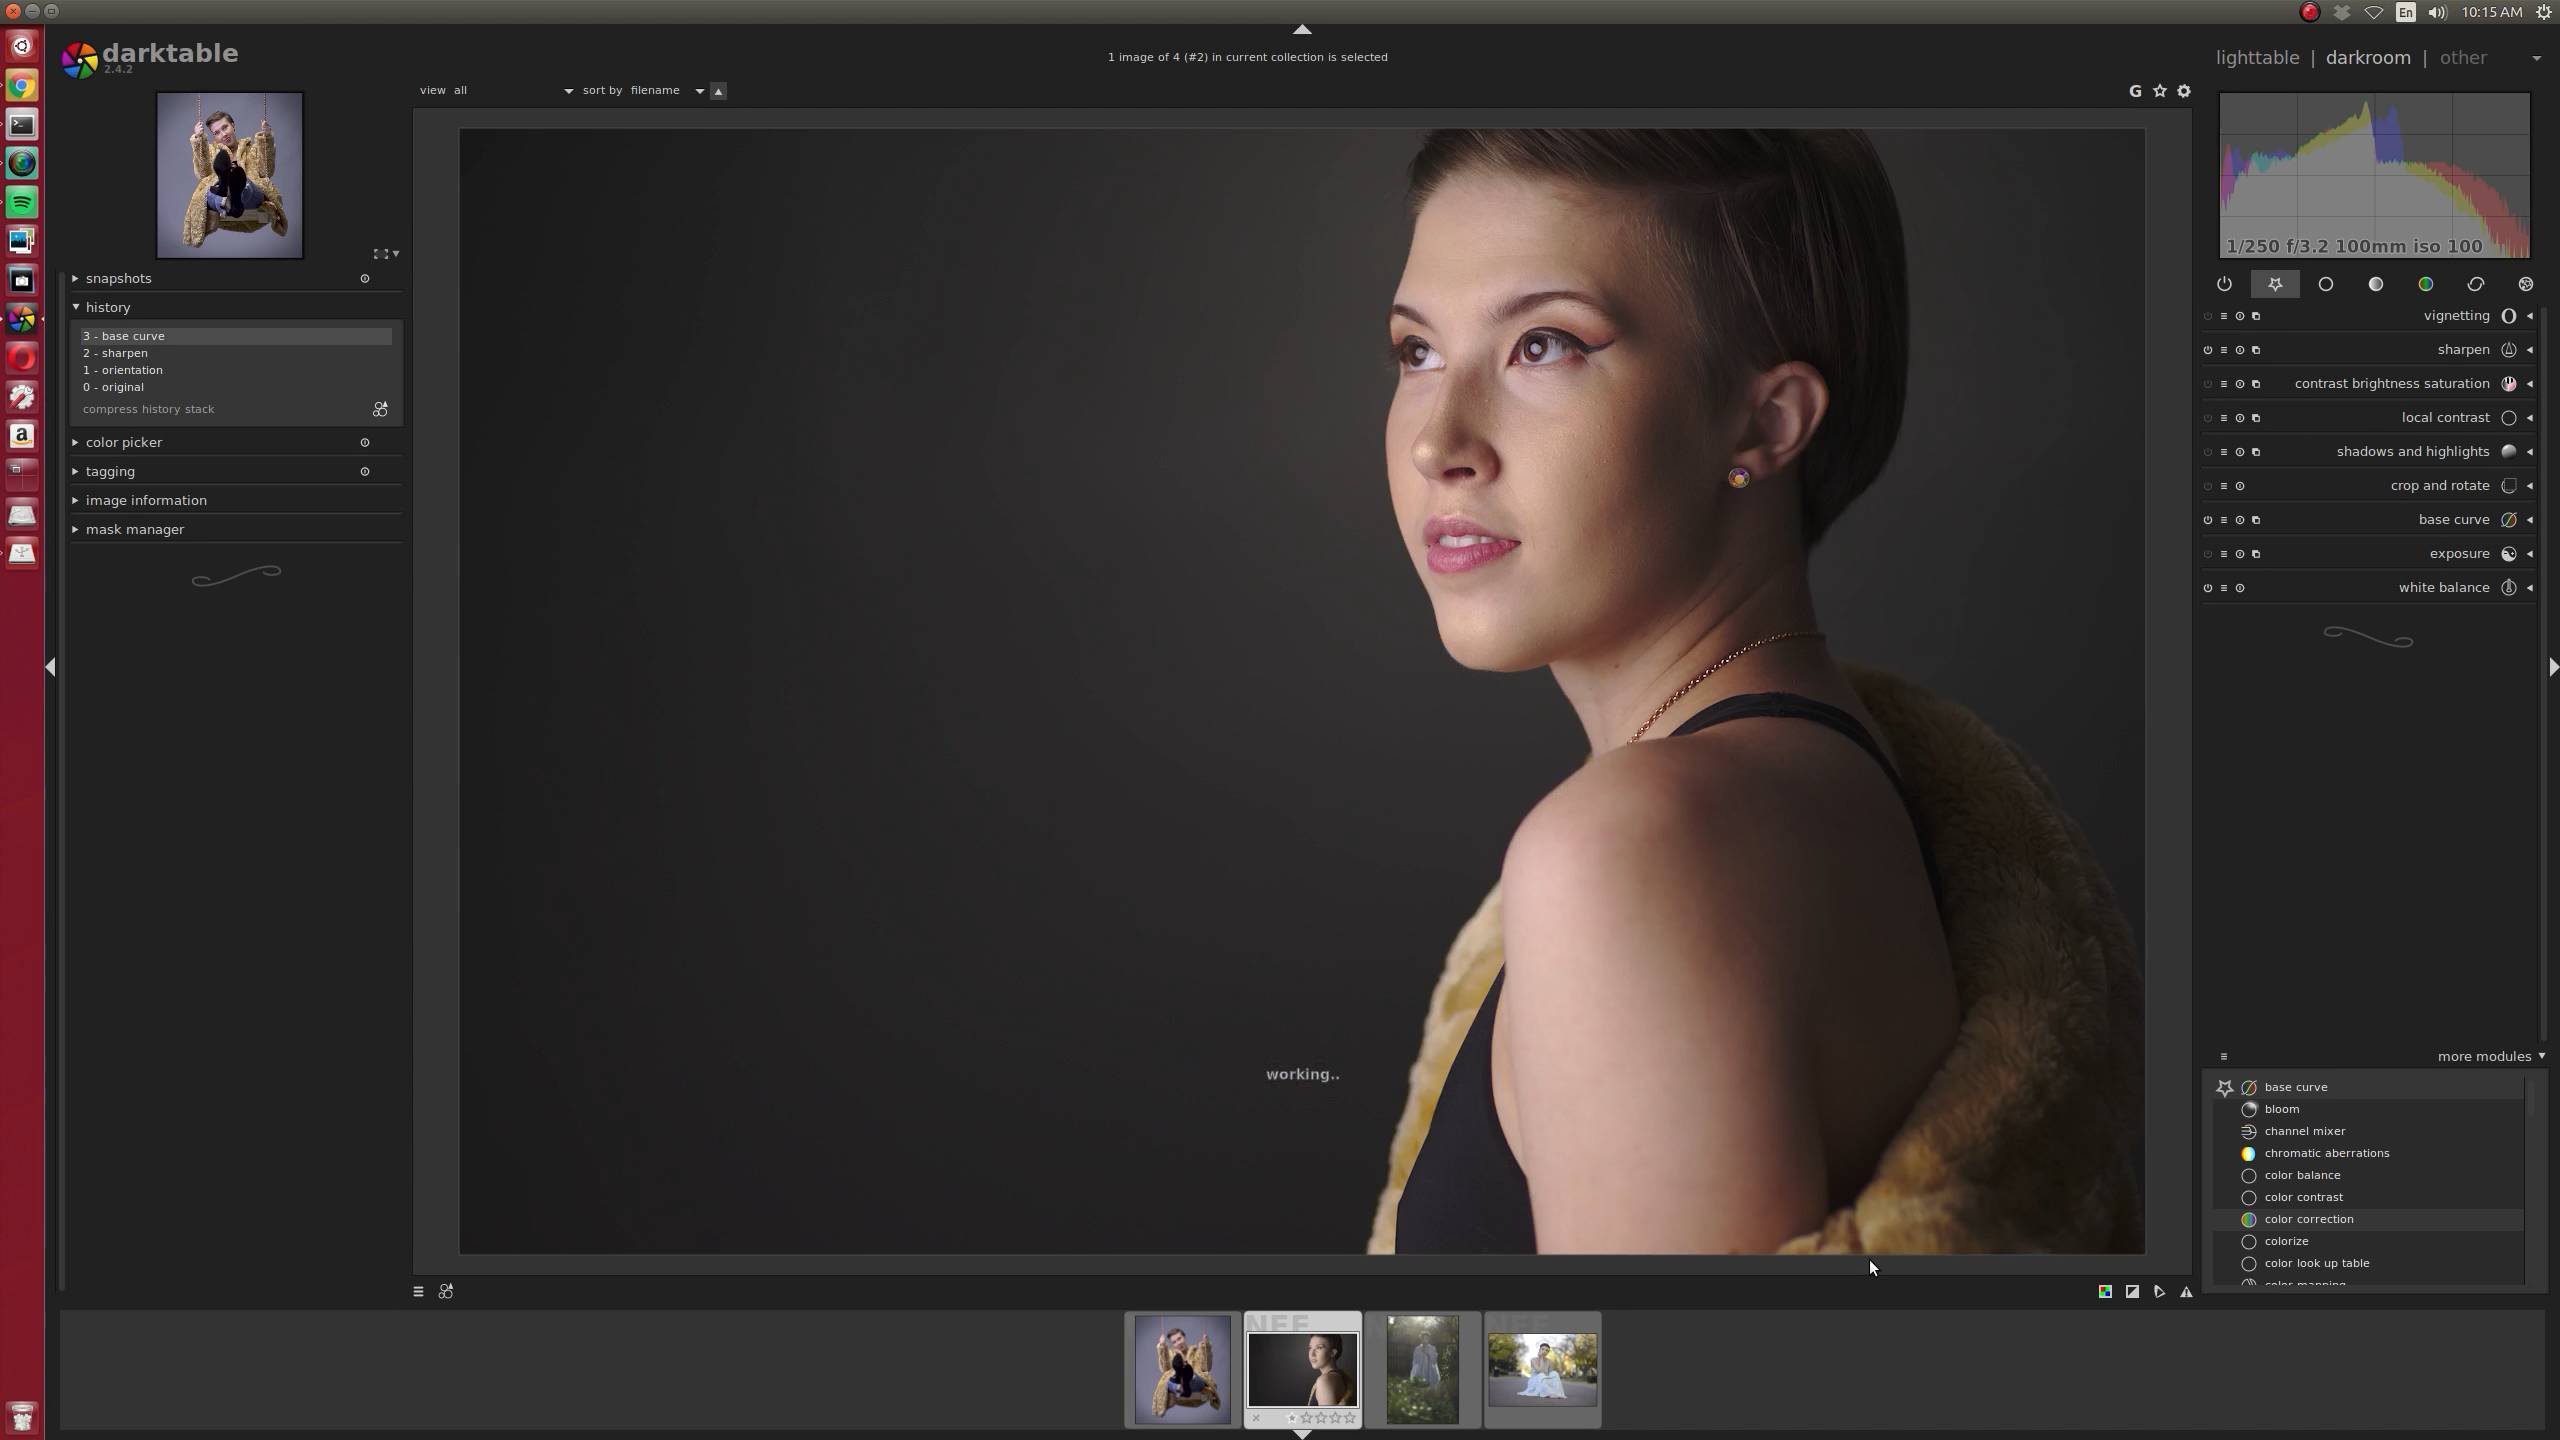 En
10:15 AM
darktable
2.4.2
1 image of 4 (#2) in current collection is selected
lighttable | darkroom | other
view all sort by filename
G
1/250 f/3.2 100mm iso 100
snapshots
history
3 - base curve
2 - sharpen
1 - orientation
0 - original
compress history stack
color picker
tagging
image information
mask manager
working..
vignetting
sharpen
contrast brightness saturation
local contrast
shadows and highlights
crop and rotate
base curve
exposure
white balance
more modules
base curve
bloom
channel mixer
chromatic aberrations
color balance
color contrast
color correction
colorize
color look up table
color mapping
NEF